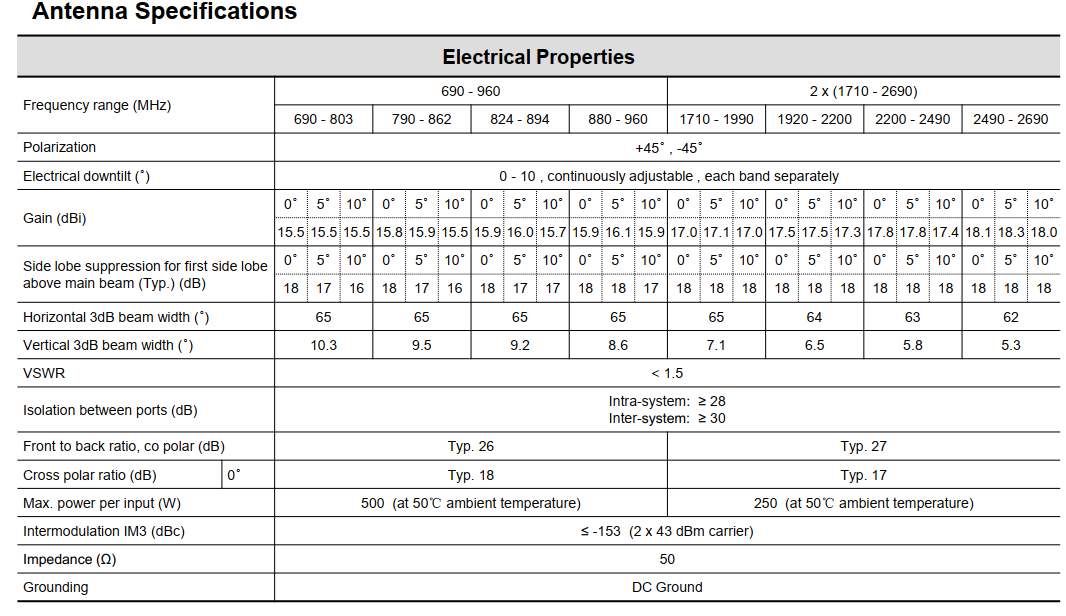 Antenna Specifications
Electrical Properties
Frequency range (MHz)
690 - 960 2 x (1710 - 2690)
690 - 803 790 - 862 824 - 894 880 - 960 1710 - 1990 1920 - 2200 2200 - 2490 2490 - 2690
Polarization +45˚ , -45˚
Electrical downtilt (˚) 0 - 10 , continuously adjustable , each band separately
Gain (dBi)
0˚ 5˚ 10˚ 0˚ 5˚ 10˚ 0˚ 5˚ 10˚ 0˚ 5˚ 10˚ 0˚ 5˚ 10˚ 0˚ 5˚ 10˚ 0˚ 5˚ 10˚ 0˚ 5˚ 10˚
15.5 15.5 15.5 15.8 15.9 15.5 15.9 16.0 15.7 15.9 16.1 15.9 17.0 17.1 17.0 17.5 17.5 17.3 17.8 17.8 17.4 18.1 18.3 18.0
Side lobe suppression for first side lobe
above main beam (Typ.) (dB)
0˚ 5˚ 10˚ 0˚ 5˚ 10˚ 0˚ 5˚ 10˚ 0˚ 5˚ 10˚ 0˚ 5˚ 10˚ 0˚ 5˚ 10˚ 0˚ 5˚ 10˚ 0˚ 5˚ 10˚
18 17 16 18 17 16 18 17 17 18 18 17 18 18 18 18 18 18 18 18 18 18 18 18
Horizontal 3dB beam width (˚) 65 65 65 65 65 64 63 62
Vertical 3dB beam width (˚) 10.3 9.5 9.2 8.6 7.1 6.5 5.8 5.3
VSWR < 1.5
Isolation between ports (dB)
Intra-system: ≥ 28
Inter-system: ≥ 30
Front to back ratio, co polar (dB) Typ. 26 Typ. 27
Cross polar ratio (dB) 0˚ Typ. 18 Typ. 17
Max. power per input (W) 500 (at 50℃ ambient temperature) 250 (at 50℃ ambient temperature)
Intermodulation IM3 (dBc) ≤ -153 (2 x 43 dBm carrier)
Impedance (Ω) 50
Grounding DC Ground